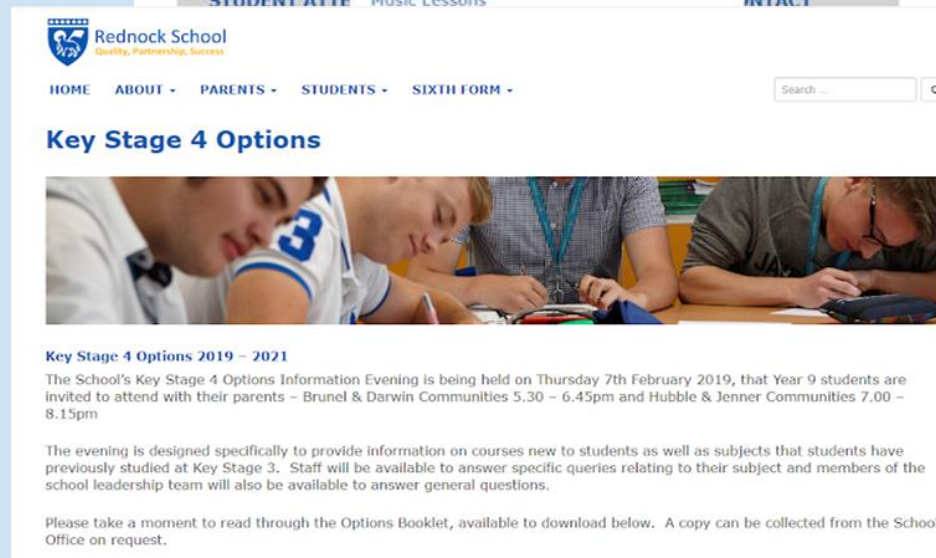 STUDENT ATTE Music Lessons NTACT
Rednock School
Quality, Partnership, Success
HOME ABOUT PARENTS STUDENTS SIXTH FORM
Search ...
Key Stage 4 Options
3
Key Stage 4 Options 2019 – 2021
The School's Key Stage 4 Options Information Evening is being held on Thursday 7th February 2019, that Year 9 students are
invited to attend with their parents – Brunel & Darwin Communities 5.30 – 6.45pm and Hubble & Jenner Communities 7.00 –
8.15pm
The evening is designed specifically to provide information on courses new to students as well as subjects that students have
previously studied at Key Stage 3. Staff will be available to answer specific queries relating to their subject and members of the
school leadership team will also be available to answer general questions.
Please take a moment to read through the Options Booklet, available to download below. A copy can be collected from the School
Office on request.